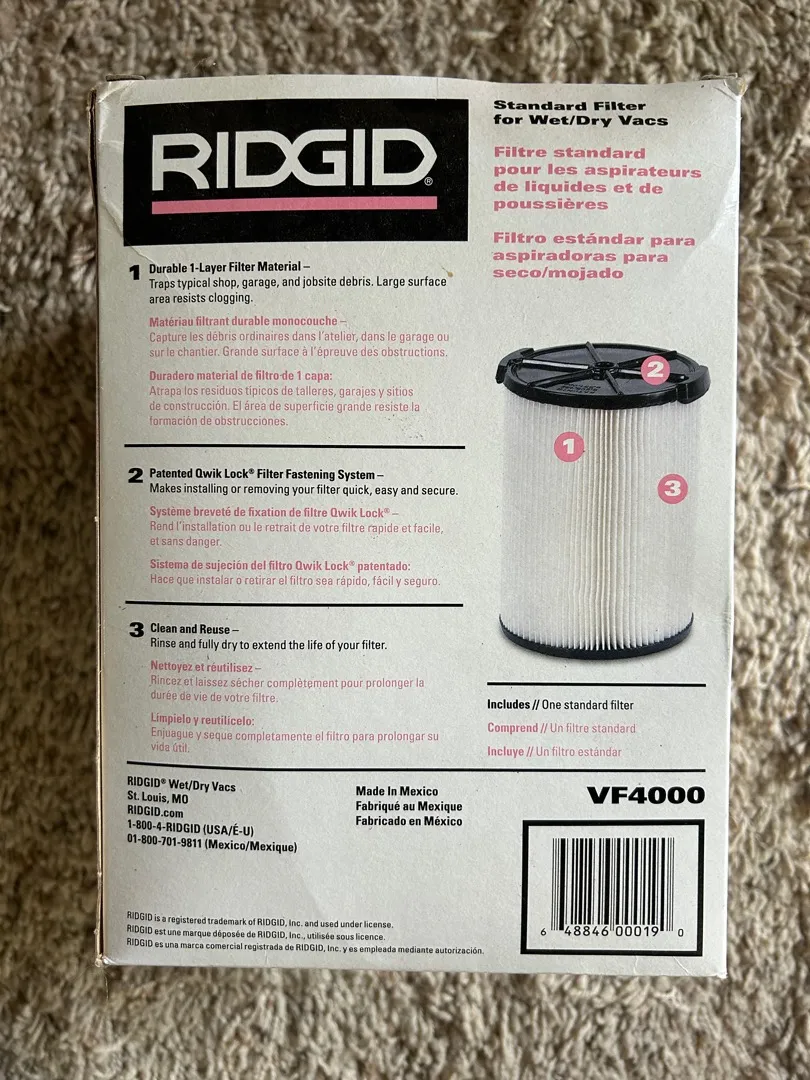 RIDGID®
Standard Filter
for Wet/Dry Vacs
Filtre standard
pour les aspirateurs
de liquides et de
poussières
Filtro estándar para
aspiradoras para
seco/mojado
1 Durable 1-Layer Filter Material –
Traps typical shop, garage, and jobsite debris. Large surface
area resists clogging.
Matériau filtrant durable monocouche –
Capture les débris ordinaires dans l'atelier, dans le garage ou
sur le chantier. Grande surface à l'épreuve des obstructions.
Duradero material de filtro de 1 capa:
Atrapa los residuos típicos de talleres, garajes y sitios
de construcción. El área de superficie grande resiste la
formación de obstrucciones.
2 Patented Qwik Lock® Filter Fastening System –
Makes installing or removing your filter quick, easy and secure.
Système breveté de fixation de filtre Qwik Lock® –
Rend l'installation ou le retrait de votre filtre rapide et facile,
et sans danger.
Sistema de sujeción del filtro Qwik Lock® patentado:
Hace que instalar o retirar el filtro sea rápido, fácil y seguro.
3 Clean and Reuse –
Rinse and fully dry to extend the life of your filter.
Nettoyez et réutilisez –
Rincez et laissez sécher complètement pour prolonger la
durée de vie de votre filtre.
Límpielo y reutilícelo:
Enjuague y seque completamente el filtro para prolongar su
vida útil.
2
1
3
Includes // One standard filter
Comprend // Un filtre standard
Incluye // Un filtro estándar
RIDGID® Wet/Dry Vacs
St. Louis, MO
RIDGID.com
1-800-4-RIDGID (USA/É-U)
01-800-701-9811 (Mexico/Mexique)
Made In Mexico
Fabriqué au Mexique
Fabricado en México
VF4000
6 48846 00019 0
RIDGID is a registered trademark of RIDGID, Inc. and used under license.
RIDGID est une marque déposée de RIDGID, Inc., utilisée sous licence.
RIDGID es una marca comercial registrada de RIDGID, Inc. y es empleada mediante autorización.